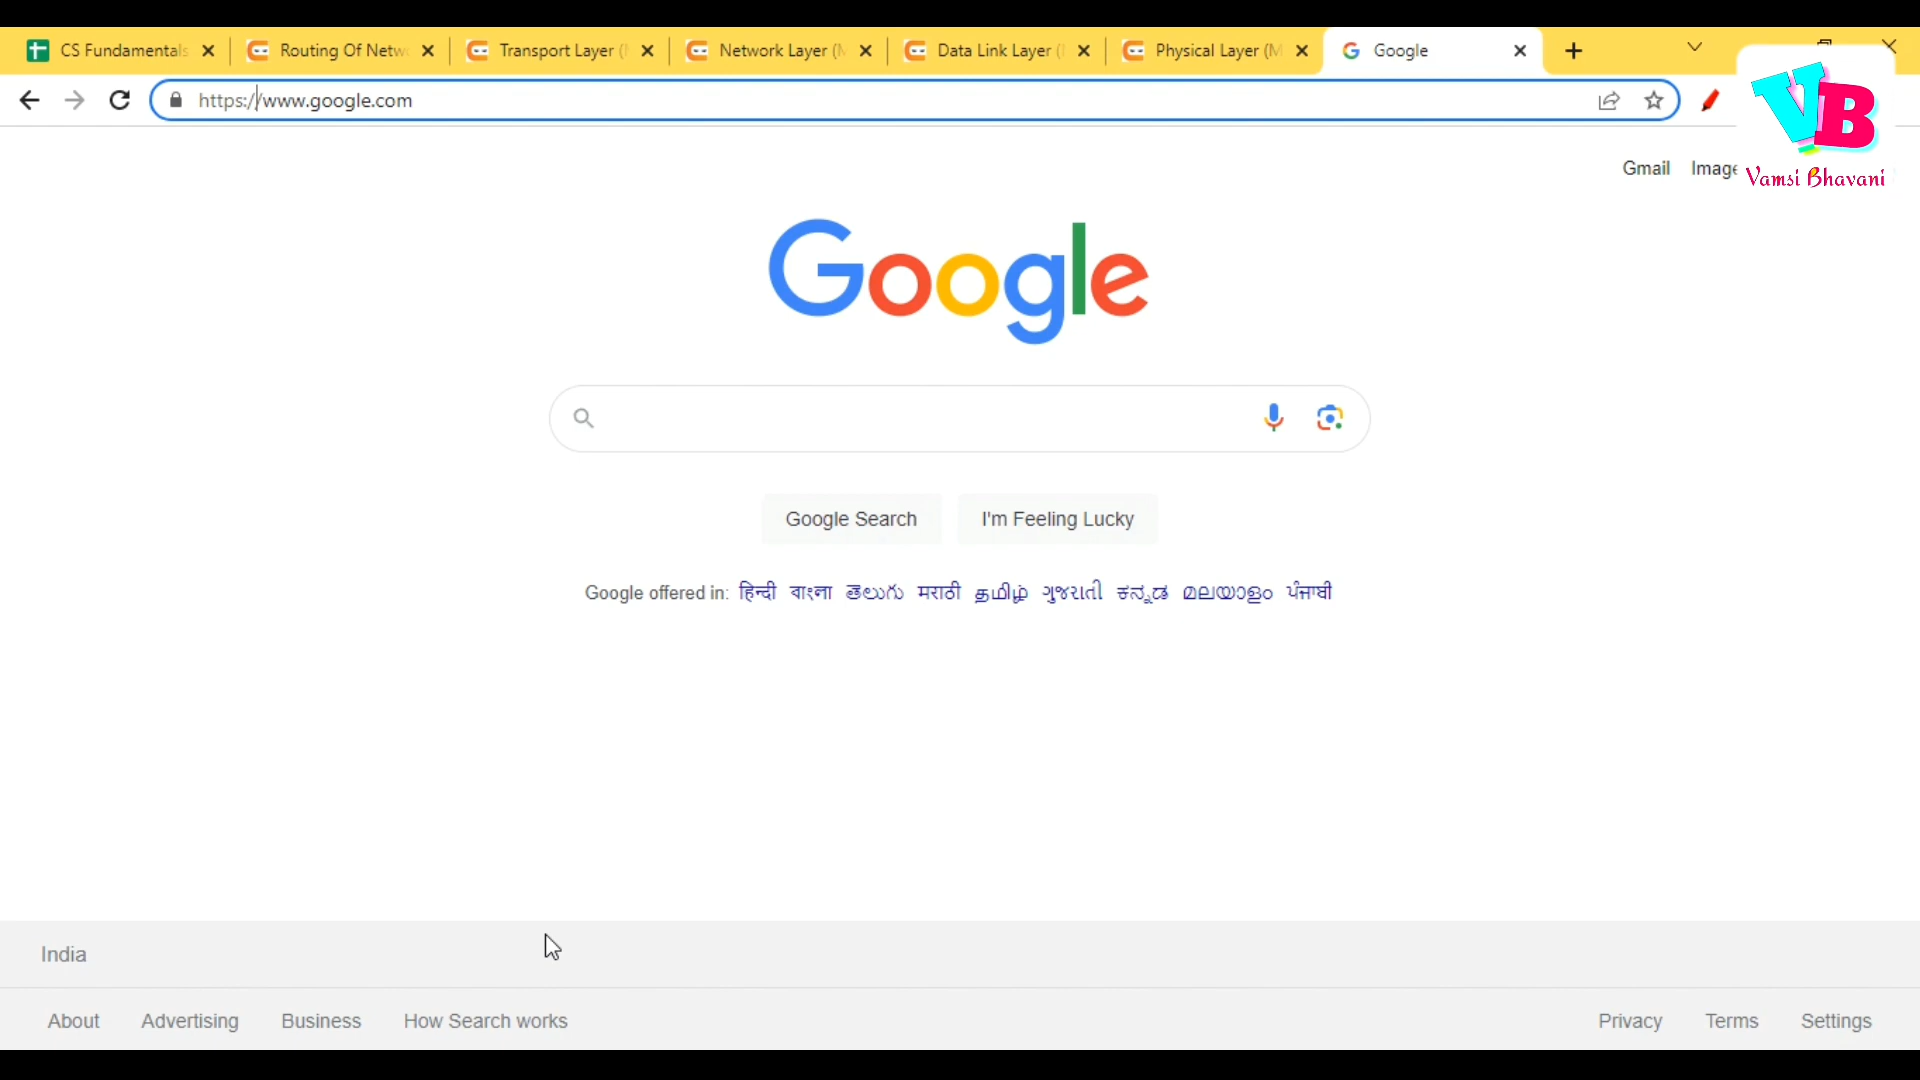 CS Fundamentals
Routing Of Netw
Transport Layer (
Network Layer (M
Data Link Layer (
Physical Layer (M
Google
https://www.google.com
VB
Vamsi Bhavani
Gmail Image
Google
Google Search
I'm Feeling Lucky
Google offered in: हिन्दी বাংলা తెలుగు मराठी தமிழ் ગુજરાતી ಕನ್ನಡ മലയാളം ਪੰਜਾਬੀ
India
About Advertising Business How Search works
Privacy Terms Settings